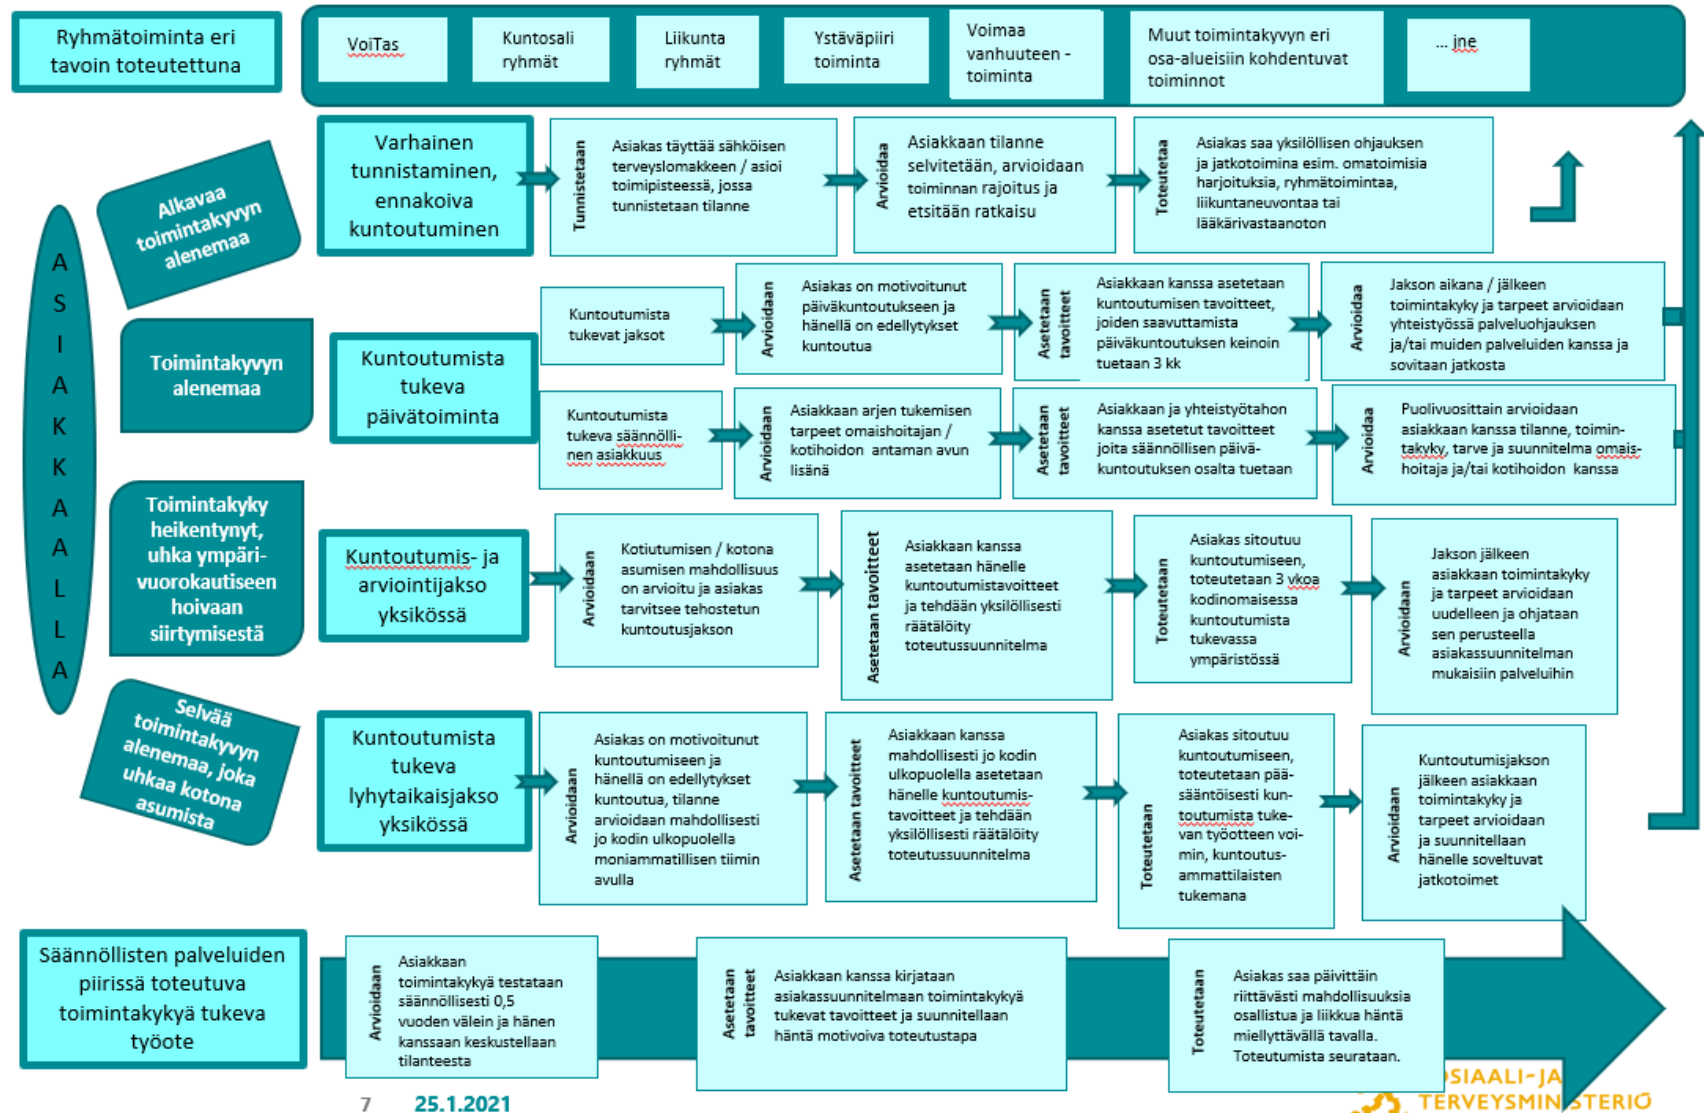 Ryhmätoiminta eri
tavoin toteutettuna
VoiTas
Kuntosali
ryhmät
Liikunta
ryhmät
Ystäväpiiri
toiminta
Voimaa
vanhuuteen -
toiminta
Muut toimintakyvyn eri
osa-alueisiin kohdentuvat
toiminnot
... jne
ASIAKKAALLA
Alkavaa
toimintakyvyn
alenemaa
Varhainen
tunnistaminen,
ennakoiva
kuntoutuminen
Tunnistetaan
Asiakas täyttää sähköisen
terveyslomakkeen / asioi
toimipisteessä, jossa
tunnistetaan tilanne
Arvioidaa
Asiakkaan tilanne
selvitetään, arvioidaan
toiminnan rajoitus ja
etsitään ratkaisu
Toteutetaa
Asiakas saa yksilöllisen ohjauksen
ja jatkotoimina esim. omatoimisia
harjoituksia, ryhmätoimintaa,
liikuntaneuvontaa tai
lääkärivastaanoton
Toimintakyvyn
alenemaa
Kuntoutumista
tukeva
päivätoiminta
Kuntoutumista
tukevat jaksot
Arvioidaan
Asiakas on motivoitunut
päiväkuntoutukseen ja
hänellä on edellytykset
kuntoutua
Asetetaan
tavoitteet
Asiakkaan kanssa asetetaan
kuntoutumisen tavoitteet,
joiden saavuttamista
päiväkuntoutuksen keinoin
tuetaan 3 kk
Arvioidaa
Jakson aikana / jälkeen
toimintakyky ja tarpeet arvioidaan
yhteistyössä palveluohjauksen
ja/tai muiden palveluiden kanssa ja
sovitaan jatkosta
Kuntoutumista
tukeva säännölli-
nen asiakkuus
Arvioidaan
Asiakkaan arjen tukemisen
tarpeet omaishoitajan /
kotihoidon antaman avun
lisänä
Asetetaan
tavoitteet
Asiakkaan ja yhteistyötahon
kanssa asetetut tavoitteet
joita säännöllisen päivä-
kuntoutuksen osalta tuetaan
Arvioidaa
Puolivuosittain arvioidaan
asiakkaan kanssa tilanne, toimin-
takyky, tarve ja suunnitelma omais-
hoitaja ja/tai kotihoidon kanssa
Toimintakyky
heikentynyt,
uhka ympäri-
vuorokautiseen
hoivaan
siirtymisestä
Kuntoutumis- ja
arviointijakso
yksikössä
Arvioidaan
Kotiutumisen / kotona
asumisen mahdollisuus
on arvioitu ja asiakas
tarvitsee tehostetun
kuntoutusjakson
Asetetaan tavoitteet
Asiakkaan kanssa
asetetaan hänelle
kuntoutumistavoitteet
ja tehdään yksilöllisesti
räätälöity
toteutussuunnitelma
Toteutetaan
Asiakas sitoutuu
kuntoutumiseen,
toteutetaan 3 vkoa
kodinomaisessa
kuntoutumista
tukevassa
ympäristössä
Arvioidaan
Jakson jälkeen
asiakkaan toimintakyky
ja tarpeet arvioidaan
uudelleen ja ohjataan
sen perusteella
asiakassuunnitelman
mukaisiin palveluihin
Selvää
toimintakyvyn
alenemaa, joka
uhkaa kotona
asumista
Kuntoutumista
tukeva
lyhytaikaisjakso
yksikössä
Arvioidaan
Asiakas on motivoitunut
kuntoutumiseen ja
hänellä on edellytykset
kuntoutua, tilanne
arvioidaan mahdollisesti
jo kodin ulkopuolella
moniammatillisen tiimin
avulla
Asetetaan tavoitteet
Asiakkaan kanssa
mahdollisesti jo kodin
ulkopuolella asetetaan
hänelle kuntoutumis-
tavoitteet ja tehdään
yksilöllisesti räätälöity
toteutussuunnitelma
Toteutetaan
Asiakas sitoutuu
kuntoutumiseen,
toteutetaan pää-
sääntöisesti kun-
toutumista tuke-
van työotteen voi-
min, kuntoutus-
ammattilaisten
tukemana
Arvioidaan
Kuntoutumisjakson
jälkeen asiakkaan
toimintakyky ja
tarpeet arvioidaan
ja suunnitellaan
hänelle soveltuvat
jatkotoimet
Säännöllisten palveluiden
piirissä toteutuva
toimintakykyä tukeva
työote
Arvioidaan
Asiakkaan
toimintakykyä testataan
säännöllisesti 0,5
vuoden välein ja hänen
kanssaan keskustellaan
tilanteesta
Asetetaan
tavoitteet
Asiakkaan kanssa kirjataan
asiakassuunnitelmaan toimintakykyä
tukevat tavoitteet ja suunnitellaan
häntä motivoiva toteutustapa
Toteutetaan
Asiakas saa päivittäin
riittävästi mahdollisuuksia
osallistua ja liikkua häntä
miellyttävällä tavalla.
Toteutumista seurataan.
7 25.1.2021
OSIAALI-JA
TERVEYSMINISTERIÖ